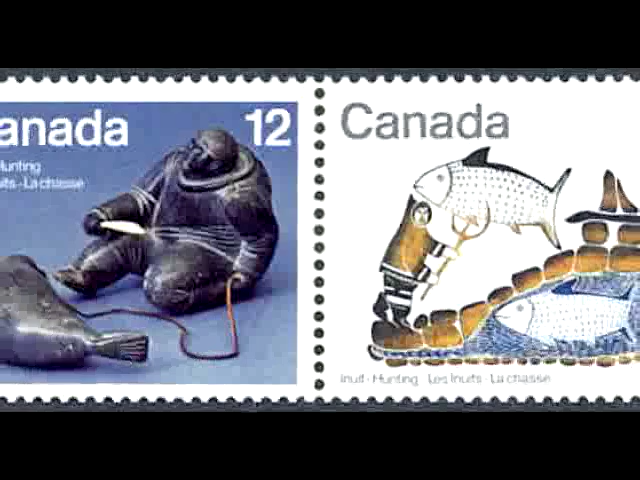 anada 12
Hunting
uits · La chasse
Canada
Inuit · Hunting Les Inuits · La chasse